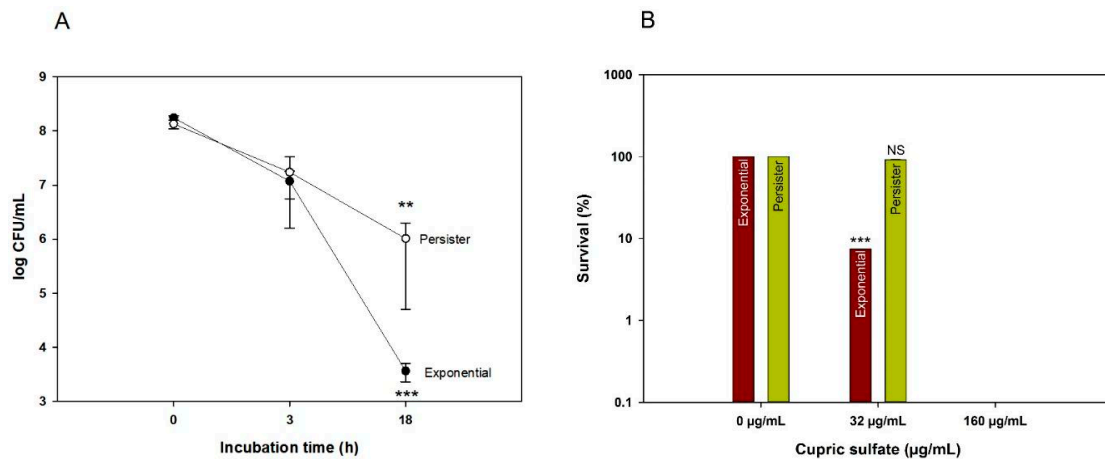 A
9
8
7
6
5
4
3
log CFU/mL
**
Persister
Exponential
***
0
3
18
Incubation time (h)
B
1000
100
10
1
0.1
Survival (%)
Exponential
Persister
***
Exponential
NS
Persister
0 µg/mL
32 µg/mL
160 µg/mL
Cupric sulfate (µg/mL)